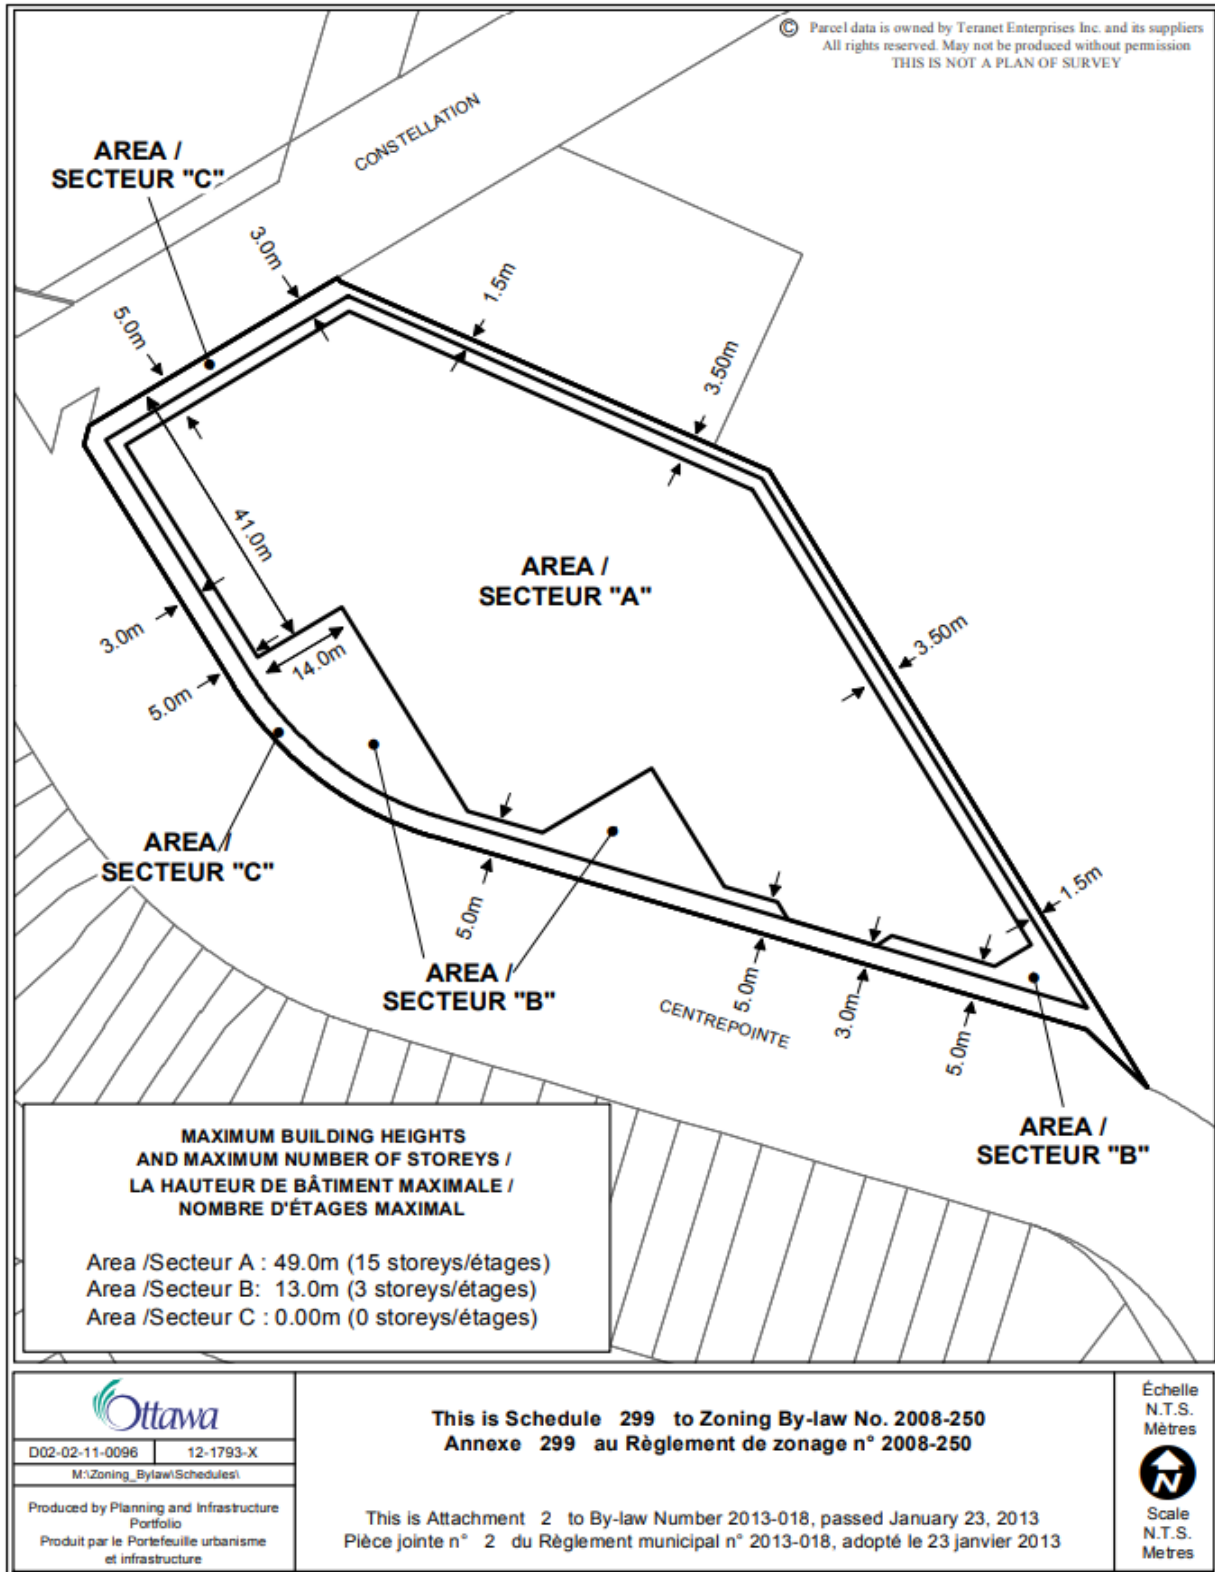 © Parcel data is owned by Teranet Enterprises Inc. and its suppliers
All rights reserved. May not be produced without permission
THIS IS NOT A PLAN OF SURVEY
CONSTELLATION
AREA /
SECTEUR "C"
3.0m
5.0m
1.5m
3.50m
41.0m
AREA /
SECTEUR "A"
3.0m
14.0m
3.50m
5.0m
AREA /
SECTEUR "C"
1.5m
5.0m
AREA /
SECTEUR "B"
5.0m
3.0m
5.0m
CENTREPOINTE
AREA /
SECTEUR "B"
MAXIMUM BUILDING HEIGHTS
AND MAXIMUM NUMBER OF STOREYS /
LA HAUTEUR DE BÂTIMENT MAXIMALE /
NOMBRE D'ÉTAGES MAXIMAL
Area /Secteur A : 49.0m (15 storeys/étages)
Area /Secteur B: 13.0m (3 storeys/étages)
Area /Secteur C : 0.00m (0 storeys/étages)
Ottawa
D02-02-11-0096 12-1793-X
M:\Zoning_Bylaw\Schedules\
Produced by Planning and Infrastructure
Portfolio
Produit par le Portefeuille urbanisme
et infrastructure
This is Schedule 299 to Zoning By-law No. 2008-250
Annexe 299 au Règlement de zonage n° 2008-250
This is Attachment 2 to By-law Number 2013-018, passed January 23, 2013
Pièce jointe n° 2 du Règlement municipal n° 2013-018, adopté le 23 janvier 2013
Échelle
N.T.S.
Mètres
N
Scale
N.T.S.
Metres